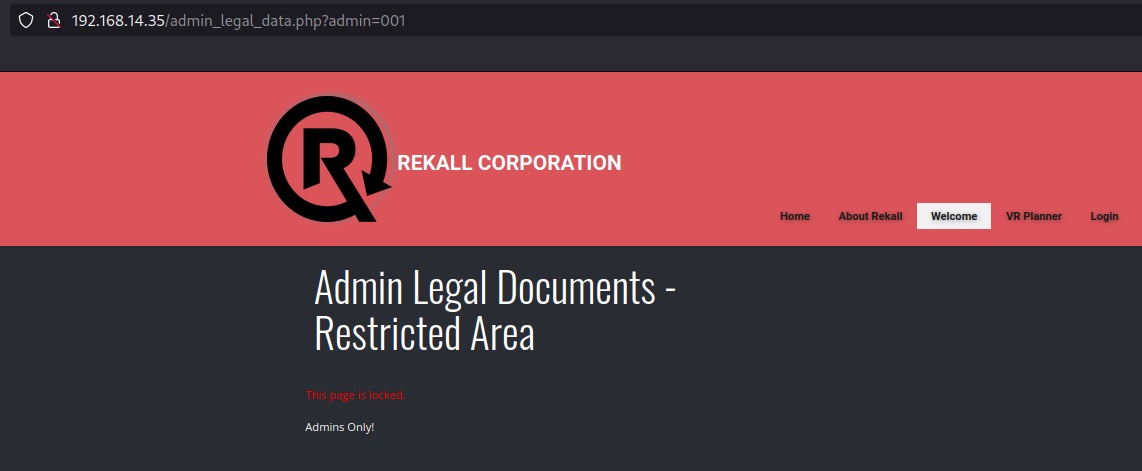 192.168.14.35/admin_legal_data.php?admin=001
R
REKALL CORPORATION
Home About Rekall Welcome VR Planner Login
Admin Legal Documents -
Restricted Area
This page is locked.
Admins Only!